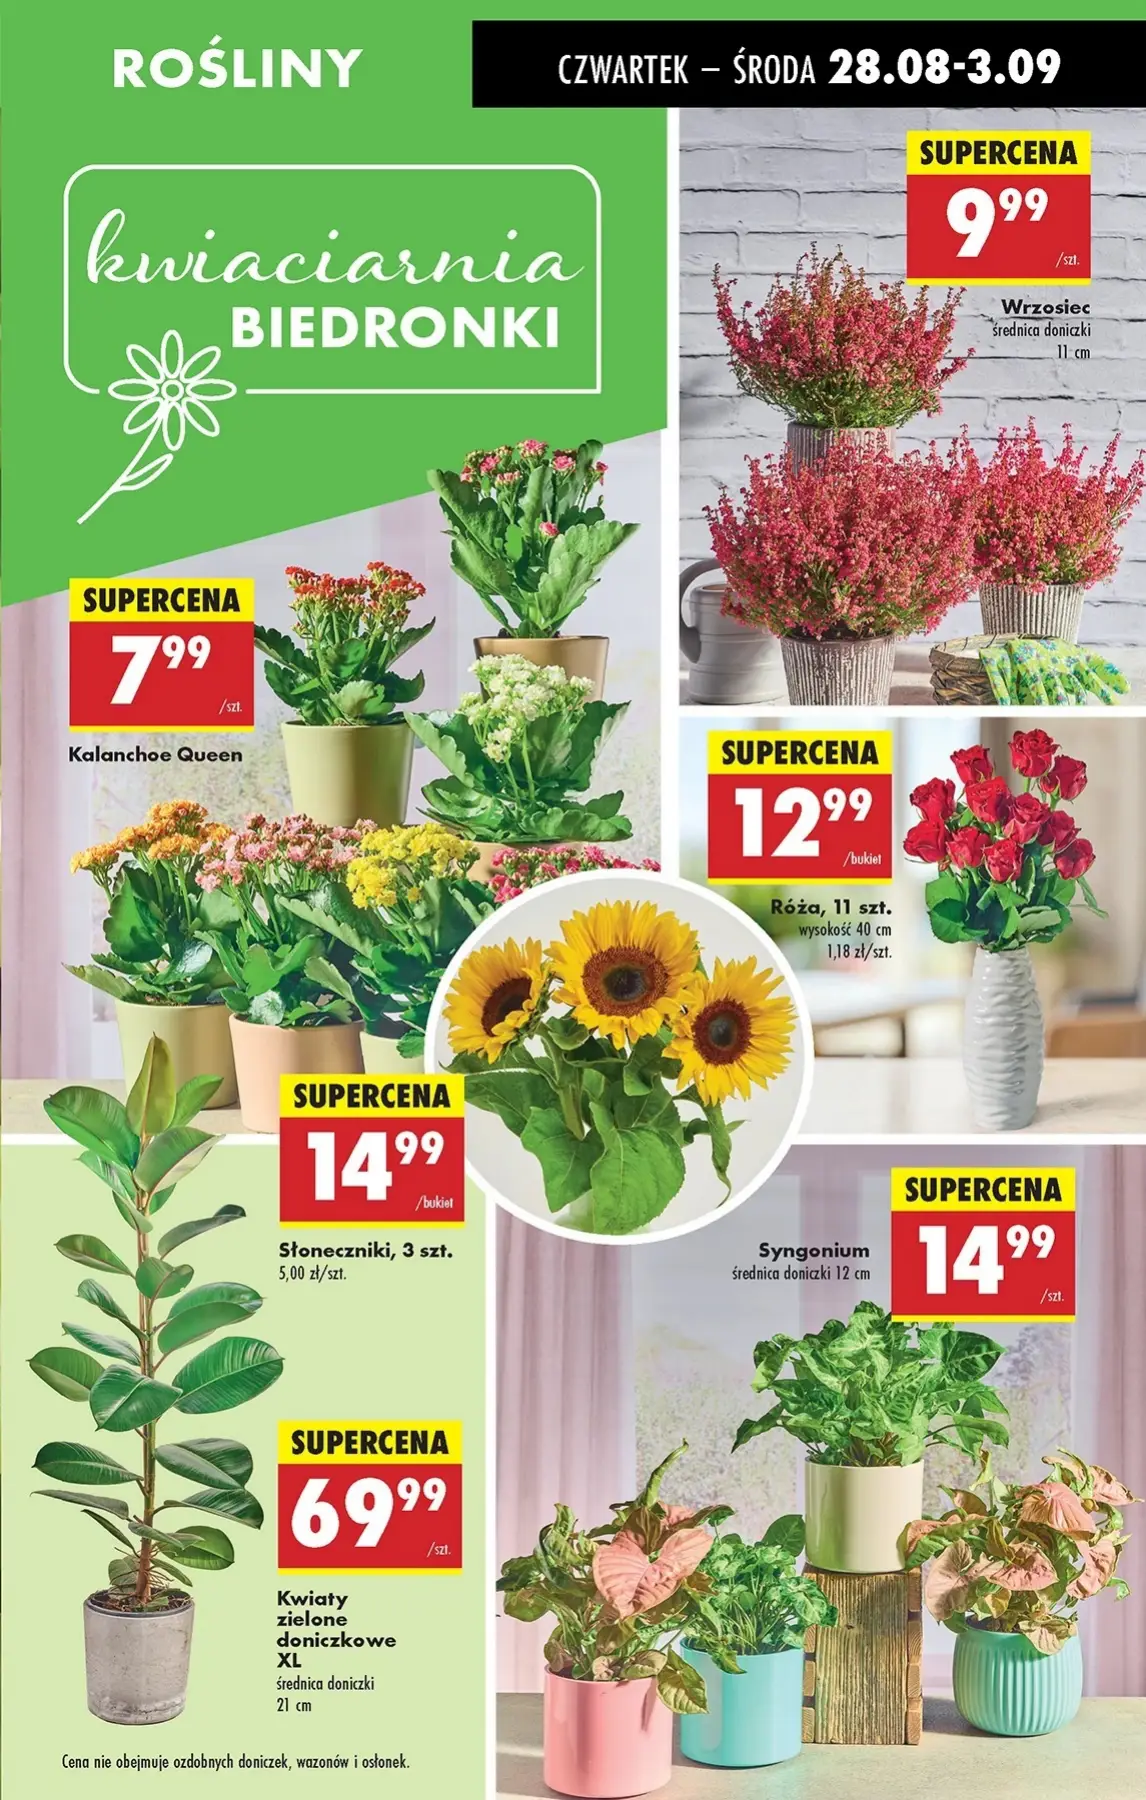 ROŚLINY
CZWARTEK – ŚRODA 28.08-3.09
kwiaciarnia
BIEDRONKI
SUPERCENA
9 99
/szt.
Wrzosiec
średnica doniczki
11 cm
SUPERCENA
7 99
/szt.
Kalanchoe Queen
SUPERCENA
12 99
/bukiet
Róża, 11 szt.
wysokość 40 cm
1,18 zł/szt.
SUPERCENA
14 99
/bukiet
Słoneczniki, 3 szt.
5,00 zł/szt.
SUPERCENA
14 99
/szt.
Syngonium
średnica doniczki 12 cm
SUPERCENA
69 99
/szt.
Kwiaty
zielone
doniczkowe
XL
średnica doniczki
21 cm
Cena nie obejmuje ozdobnych doniczek, wazonów i osłonek.